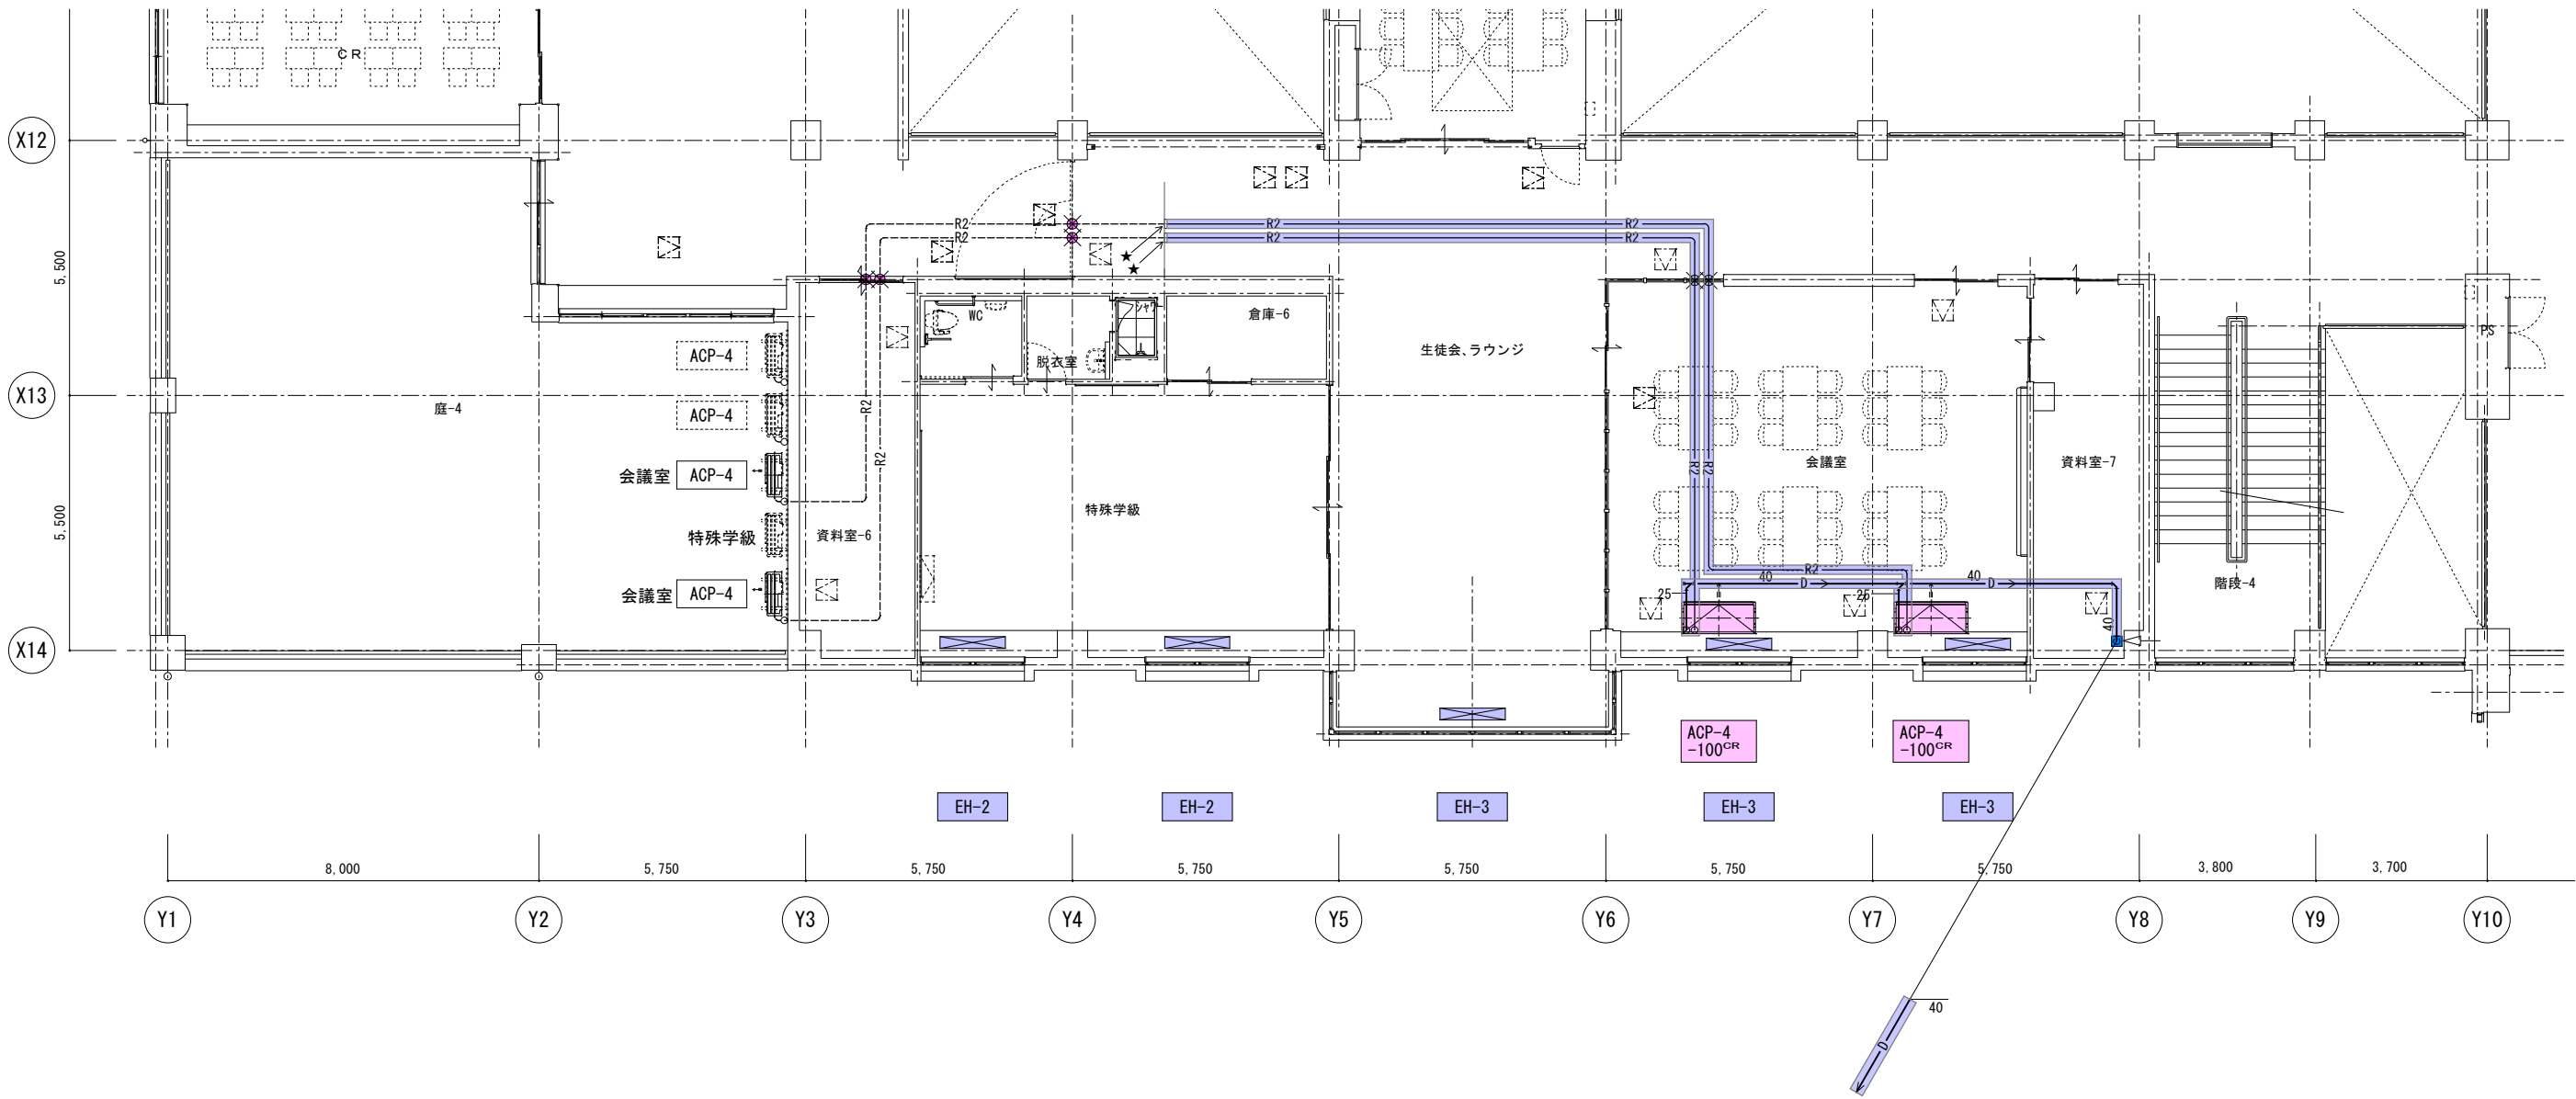 CR
X12
R2
R2
R2
R2
R2
R2
★
★
5,500
WC
シャワー
倉庫-6
脱衣室
生徒会、ラウンジ
PS
ACP-4
X13
庭-4
ACP-4
R2
R2
会議室
ACP-4
R2
R2
会議室
資料室-7
5,500
特殊学級
資料室-6
特殊学級
会議室
ACP-4
R2
40
D
40
D
25
25
40
階段-4
X14
ACP-4
-100CR
ACP-4
-100CR
EH-2
EH-2
EH-3
EH-3
EH-3
8,000
5,750
5,750
5,750
5,750
5,750
5,750
3,800
3,700
Y1
Y2
Y3
Y4
Y5
Y6
Y7
Y8
Y9
Y10
40
D